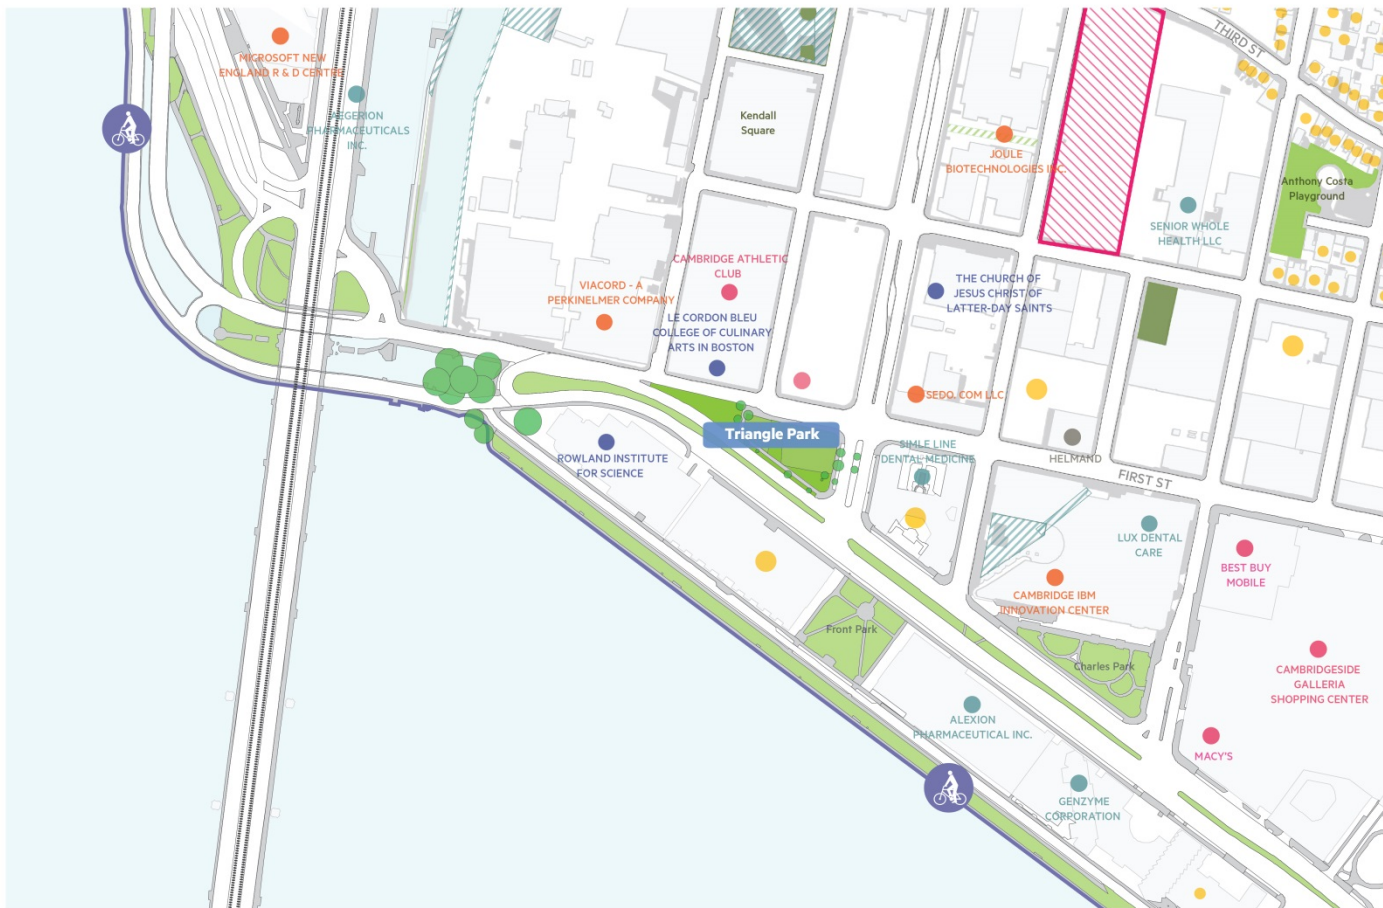 MICROSOFT NEW
ENGLAND R & D CENTRE
AEGERION
PHARMACEUTICALS
INC.
Kendall
Square
THIRD ST
JOULE
BIOTECHNOLOGIES INC.
Anthony Costa
Playground
SENIOR WHOLE
HEALTH LLC
CAMBRIDGE ATHLETIC
CLUB
VIACORD - A
PERKINELMER COMPANY
LE CORDON BLEU
COLLEGE OF CULINARY
ARTS IN BOSTON
THE CHURCH OF
JESUS CHRIST OF
LATTER-DAY SAINTS
SEDO. COM LLC
Triangle Park
SIMLE LINE
DENTAL MEDICINE
HELMAND
ROWLAND INSTITUTE
FOR SCIENCE
FIRST ST
LUX DENTAL
CARE
BEST BUY
MOBILE
CAMBRIDGE IBM
INNOVATION CENTER
Front Park
Charles Park
CAMBRIDGESIDE
GALLERIA
SHOPPING CENTER
ALEXION
PHARMACEUTICAL INC.
MACY'S
GENZYME
CORPORATION